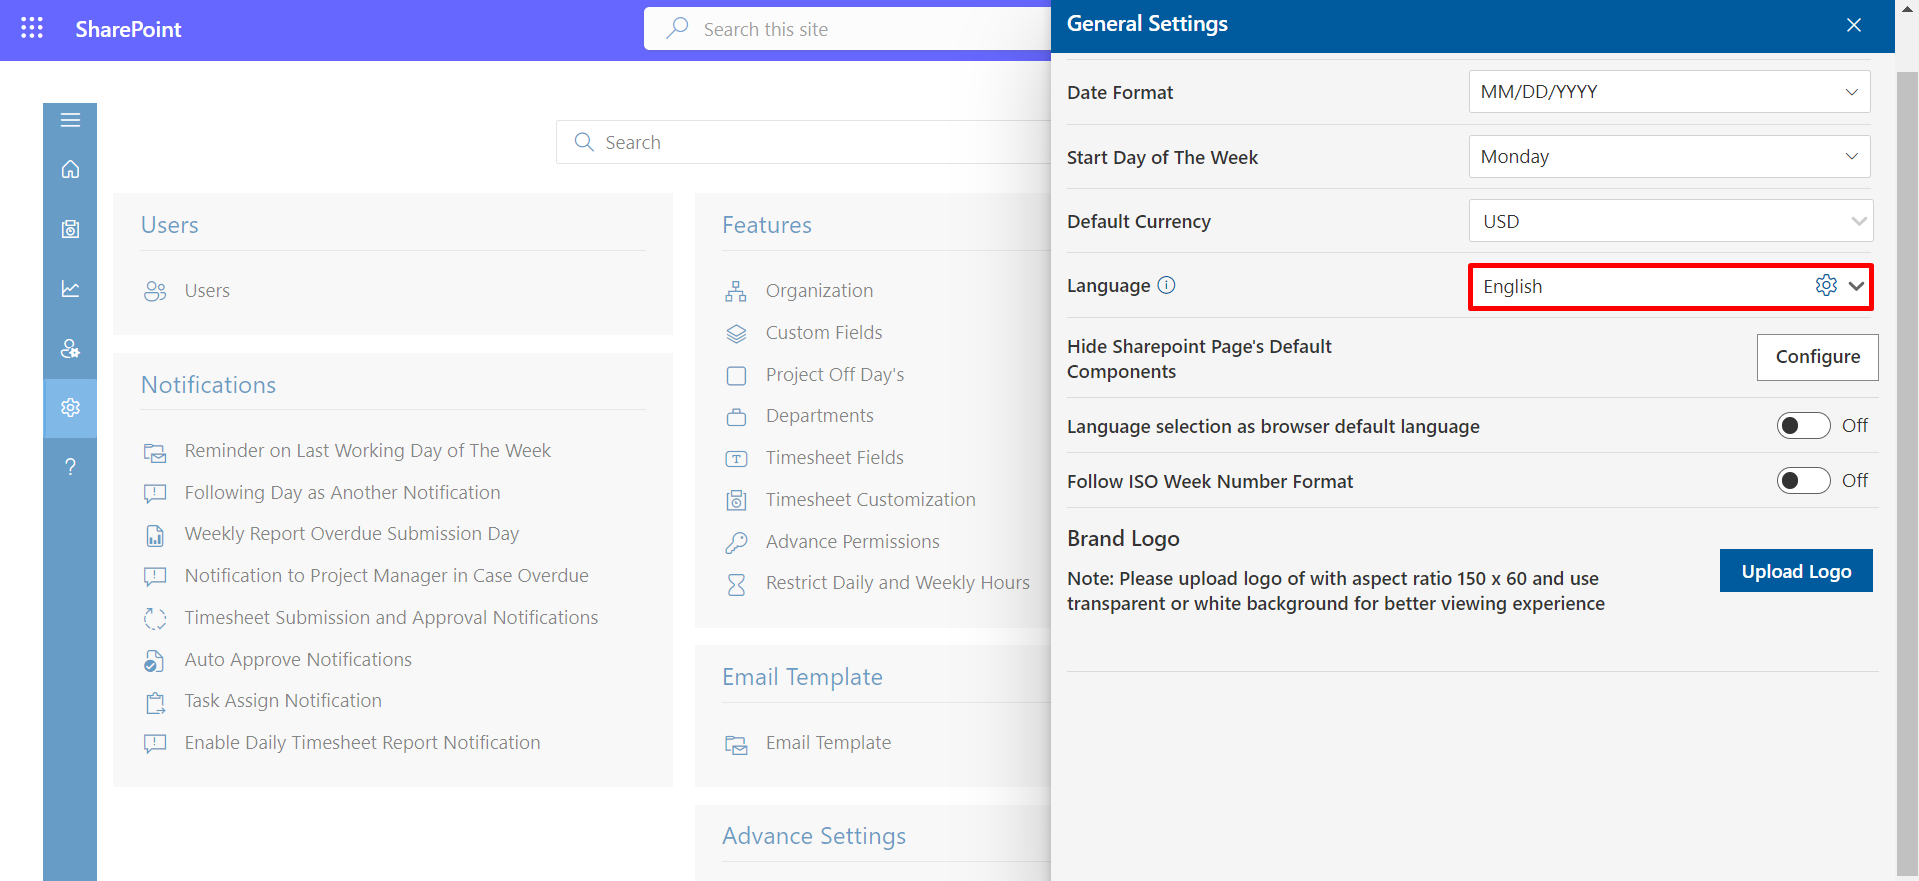 SharePoint
Search this site
Search
Users
Users
Notifications
Reminder on Last Working Day of The Week
Following Day as Another Notification
Weekly Report Overdue Submission Day
Notification to Project Manager in Case Overdue
Timesheet Submission and Approval Notifications
Auto Approve Notifications
Task Assign Notification
Enable Daily Timesheet Report Notification
Features
Organization
Custom Fields
Project Off Day's
Departments
Timesheet Fields
Timesheet Customization
Advance Permissions
Restrict Daily and Weekly Hours
Email Template
Email Template
Advance Settings
General Settings
Date Format
MM/DD/YYYY
Start Day of The Week
Monday
Default Currency
USD
Language
English
Hide Sharepoint Page's Default
Components
Configure
Language selection as browser default language
Off
Follow ISO Week Number Format
Off
Brand Logo
Note: Please upload logo of with aspect ratio 150 x 60 and use
transparent or white background for better viewing experience
Upload Logo